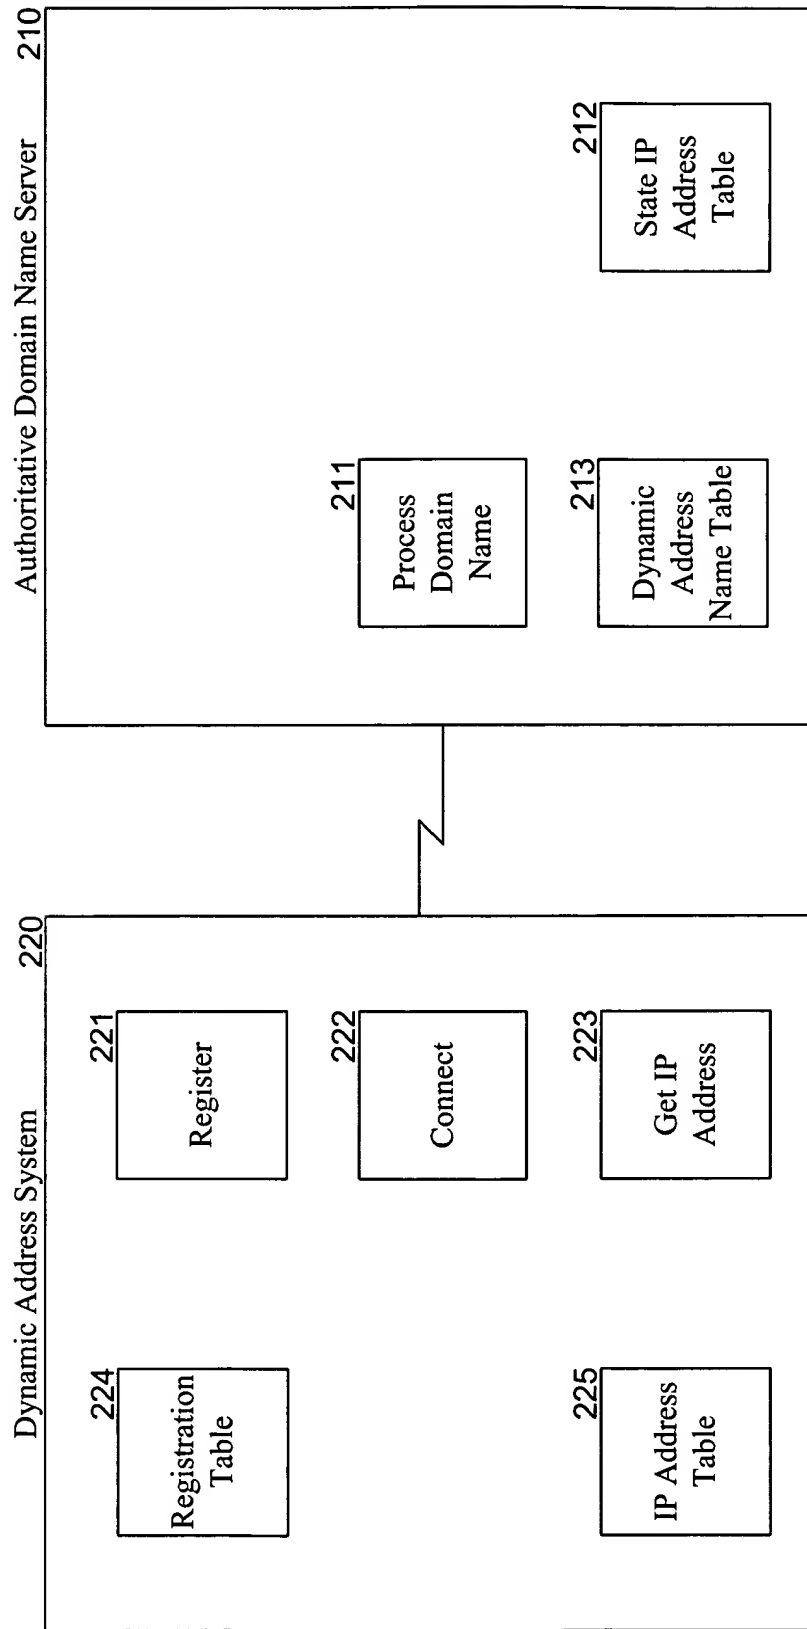 Dynamic Address System
220
224
Registration
Table
221
Register
222
Connect
225
IP Address
Table
223
Get IP
Address
Authoritative Domain Name Server
210
211
Process
Domain
Name
213
Dynamic
Address
Name Table
212
State IP
Address
Table